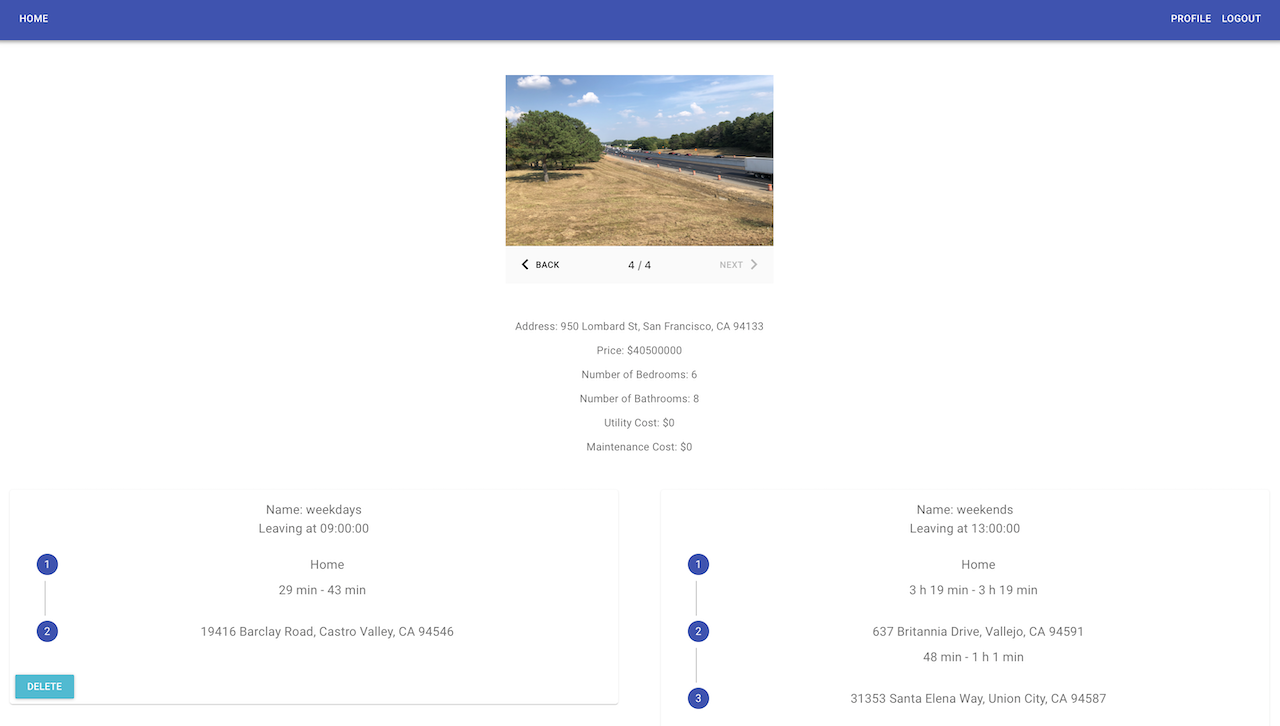 HOME PROFILE LOGOUT
BACK 4 / 4 NEXT
Address: 950 Lombard St, San Francisco, CA 94133
Price: $40500000
Number of Bedrooms: 6
Number of Bathrooms: 8
Utility Cost: $0
Maintenance Cost: $0
Name: weekdays
Leaving at 09:00:00
1 Home
29 min - 43 min
2 19416 Barclay Road, Castro Valley, CA 94546
DELETE
Name: weekends
Leaving at 13:00:00
1 Home
3 h 19 min - 3 h 19 min
2 637 Britannia Drive, Vallejo, CA 94591
48 min - 1 h 1 min
3 31353 Santa Elena Way, Union City, CA 94587